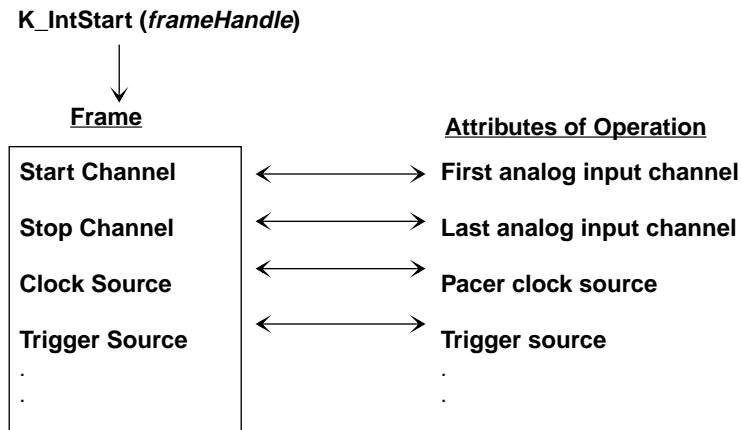 K_IntStart (frameHandle)
Frame
Attributes of Operation
Start Channel
First analog input channel
Stop Channel
Last analog input channel
Clock Source
Pacer clock source
Trigger Source
Trigger source
. .
. .